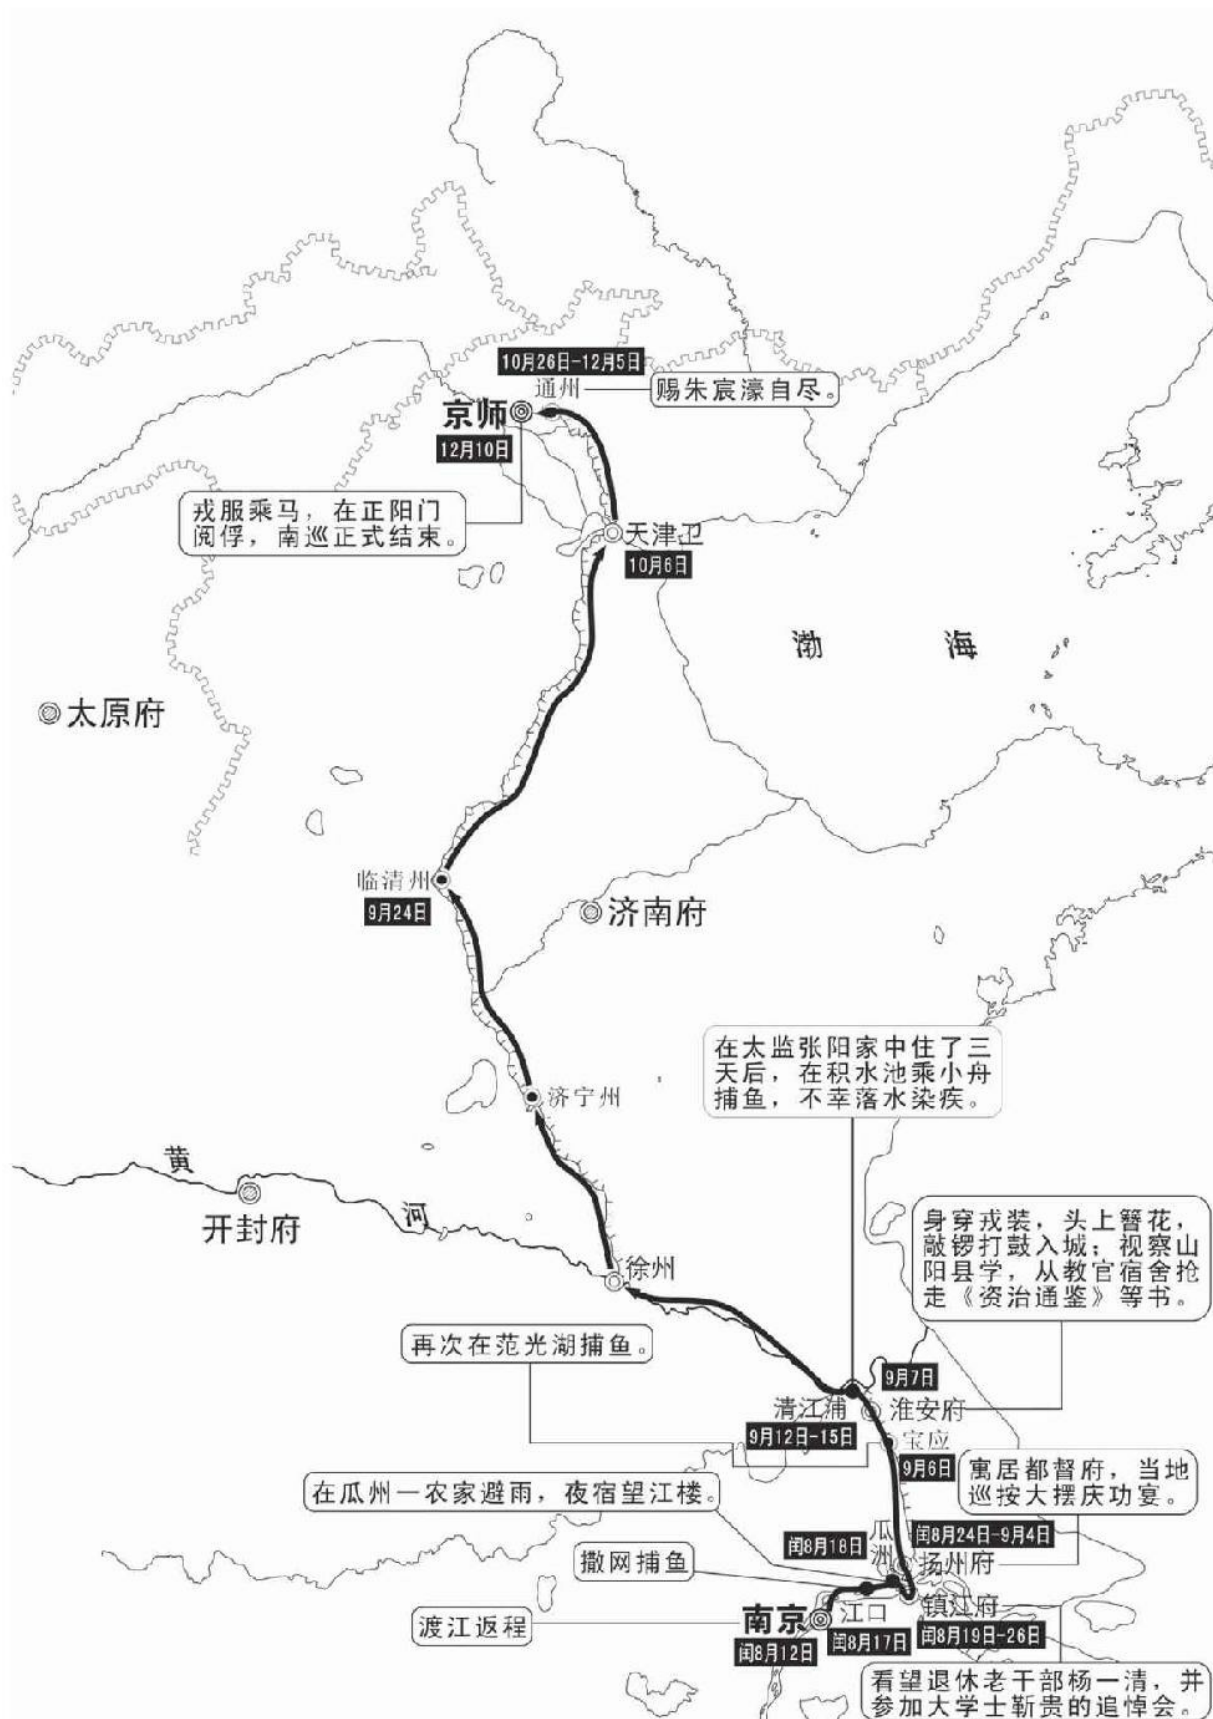 10月26日-12月5日
通州
赐朱宸濠自尽。
京师
12月10日
戎服乘马，在正阳门
阅俘，南巡正式结束。
天津卫
10月6日
渤海
太原府
临清州
9月24日
济南府
在太监张阳家中住了三
天后，在积水池乘小舟
捕鱼，不幸落水染疾。
济宁州
黄河
开封府
身穿戎装，头上簪花，
敲锣打鼓入城；视察山
阳县学，从教官宿舍抢
走《资治通鉴》等书。
徐州
再次在范光湖捕鱼。
9月7日
清江浦
淮安府
9月12日-15日
宝应
9月6日
寓居都督府，当地
巡按大摆庆功宴。
在瓜州一农家避雨，夜宿望江楼。
瓜洲
闰8月18日
闰8月24日-9月4日
扬州府
撒网捕鱼
南京
江口
镇江府
渡江返程
闰8月12日
闰8月17日
闰8月19日-26日
看望退休老干部杨一清，并
参加大学士靳贵的追悼会。